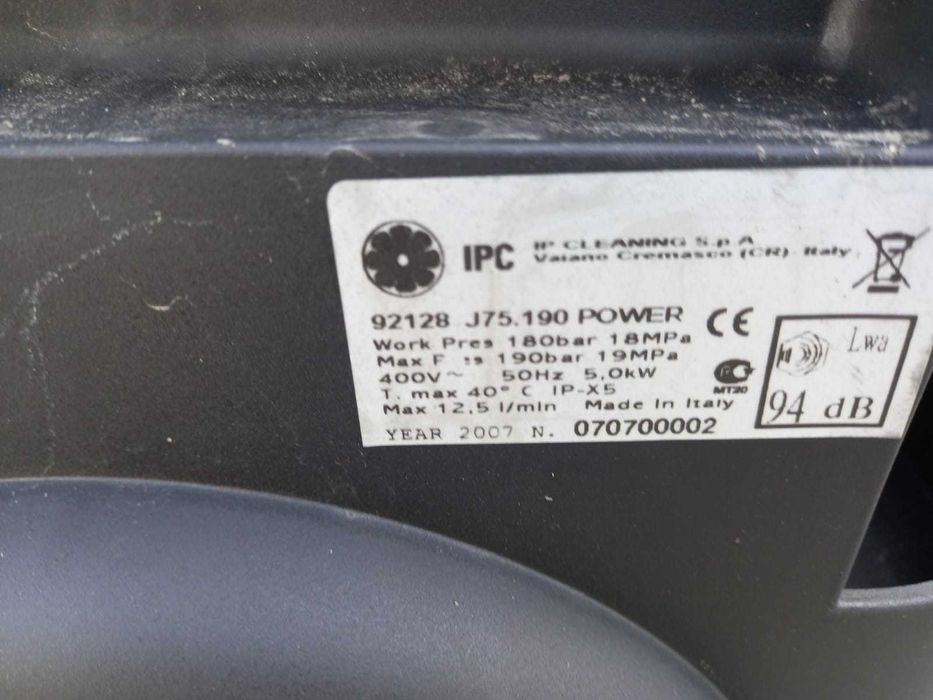 IPC IP CLEANING S.p.A
Vaiano Cremasco (CR) - Italy
92128 J75.190 POWER
CE
Work Pres 180bar 18MPa
Max 190bar 19MPa
400V~ 50Hz 5,0kW
T. max 40° C IP-X5
MT20
Max 12,5 l/min Made in Italy
YEAR 2007 N. 070700002
Lwa
94 dB